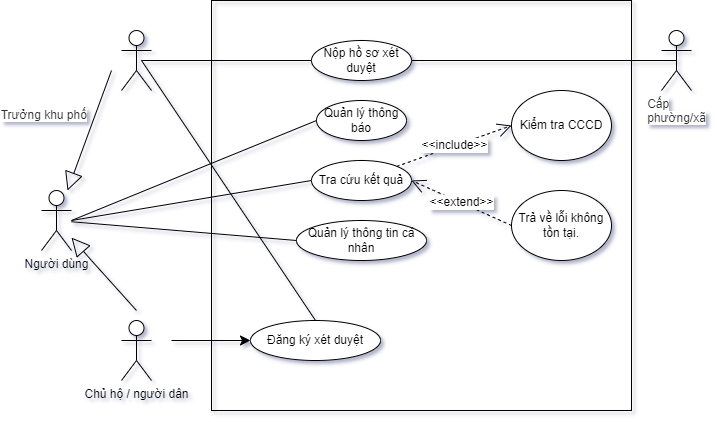 Nộp hồ sơ xét
duyệt
Trưởng khu phố
Cấp
phường/xã
Quản lý thông
báo
Kiểm tra CCCD
<<include>>
Tra cứu kết quả
<<extend>>
Trả về lỗi không
tồn tại.
Quản lý thông tin cá
nhân
Người dùng
Đăng ký xét duyệt
Chủ hộ / người dân